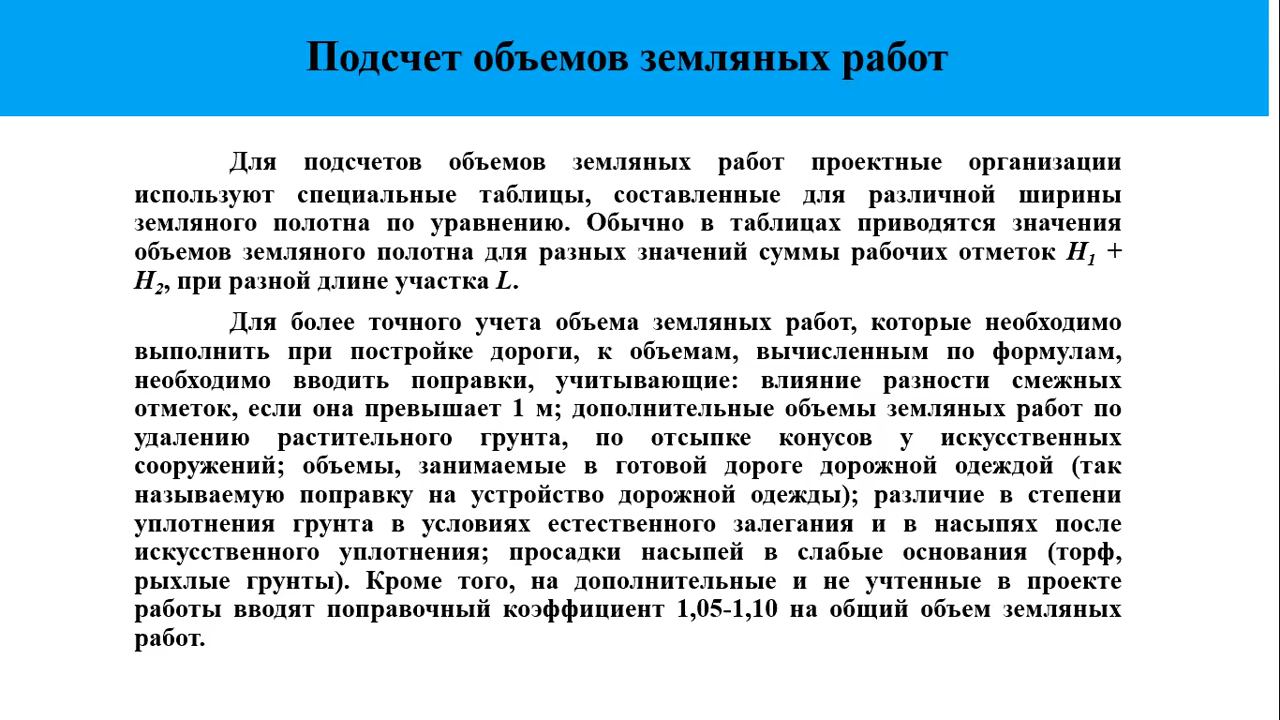 Подсчет объемов земляных работ
Для подсчетов объемов земляных работ проектные организации
используют специальные таблицы, составленные для различной ширины
земляного полотна по уравнению. Обычно в таблицах приводятся значения
объемов земляного полотна для разных значений суммы рабочих отметок H₁ +
H₂, при разной длине участка L.
Для более точного учета объема земляных работ, которые необходимо
выполнить при постройке дороги, к объемам, вычисленным по формулам,
необходимо вводить поправки, учитывающие: влияние разности смежных
отметок, если она превышает 1 м; дополнительные объемы земляных работ по
удалению растительного грунта, по отсыпке конусов у искусственных
сооружений; объемы, занимаемые в готовой дороге дорожной одеждой (так
называемую поправку на устройство дорожной одежды); различие в степени
уплотнения грунта в условиях естественного залегания и в насыпях после
искусственного уплотнения; просадки насыпей в слабые основания (торф,
рыхлые грунты). Кроме того, на дополнительные и не учтенные в проекте
работы вводят поправочный коэффициент 1,05-1,10 на общий объем земляных
работ.